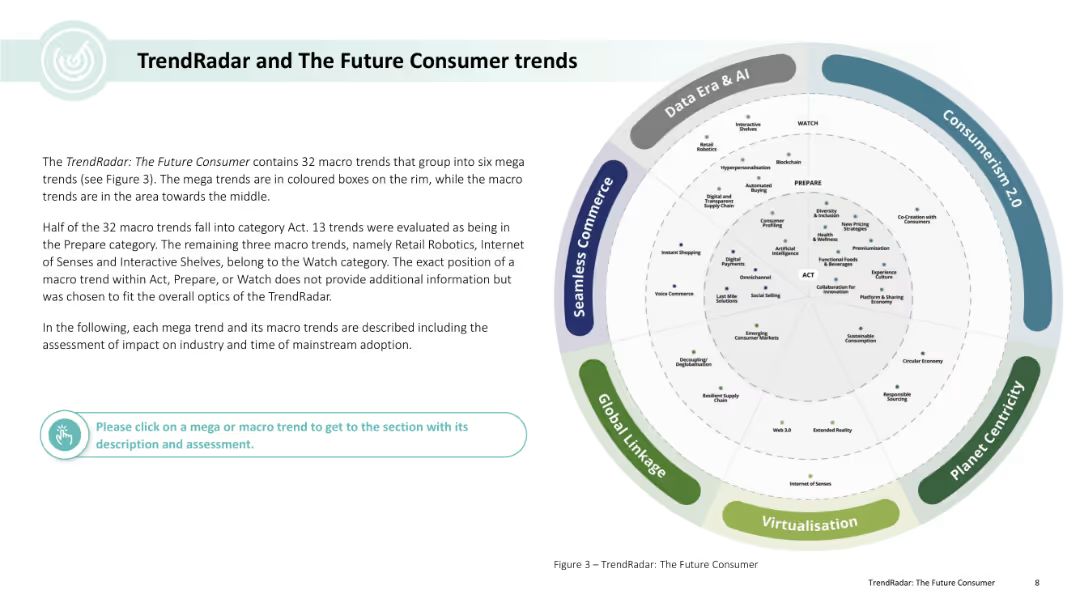 TrendRadar and The Future Consumer trends
The TrendRadar: The Future Consumer contains 32 macro trends that group into six mega
trends (see Figure 3). The mega trends are in coloured boxes on the rim, while the macro
trends are in the area towards the middle.
Half of the 32 macro trends fall into category Act. 13 trends were evaluated as being in
the Prepare category. The remaining three macro trends, namely Retail Robotics, Internet
of Senses and Interactive Shelves, belong to the Watch category. The exact position of a
macro trend within Act, Prepare, or Watch does not provide additional information but
was chosen to fit the overall optics of the TrendRadar.
In the following, each mega trend and its macro trends are described including the
assessment of impact on industry and time of mainstream adoption.
Please click on a mega or macro trend to get to the section with its
description and assessment.
Data Era & AI
Consumerism 2.0
Seamless Commerce
Global Linkage
Virtualisation
Planet Centricity
WATCH
PREPARE
ACT
Interactive
Shelves
Retail
Robotics
Blockchain
Hyperpersonalisation
Automated
Buying
Digital and
Transparent
Supply Chain
Consumer
Profiling
Artificial
Intelligence
Diversity
& Inclusion
New Pricing
Strategies
Health
& Wellness
Premiumisation
Functional Foods
& Beverages
Co-Creation with
Consumers
Experience
Culture
Collaboration for
Innovation
Platform & Sharing
Economy
Instant Shopping
Digital
Payments
Omnichannel
Voice Commerce
Last Mile
Solutions
Social Selling
Emerging
Consumer Markets
Decoupling/
Deglobalisation
Resilient Supply
Chain
Sustainable
Consumption
Circular Economy
Responsible
Sourcing
Web 3.0
Extended Reality
Internet of Senses
Figure 3 – TrendRadar: The Future Consumer
TrendRadar: The Future Consumer
8